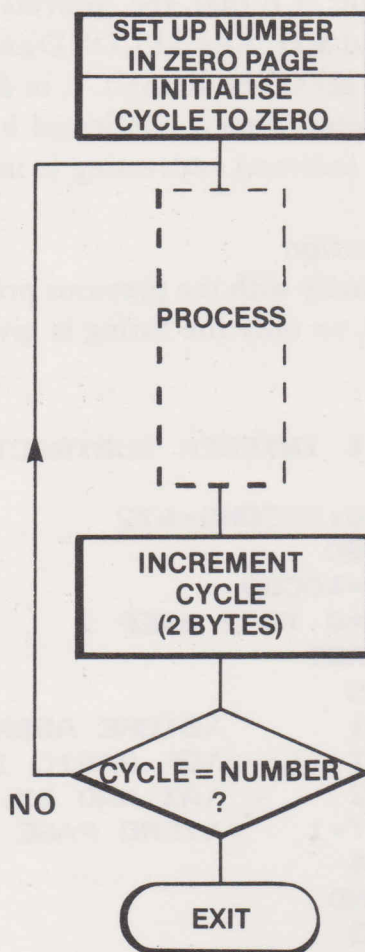 SET UP NUMBER
IN ZERO PAGE
INITIALISE
CYCLE TO ZERO
PROCESS
INCREMENT
CYCLE
(2 BYTES)
CYCLE = NUMBER
?
NO
EXIT